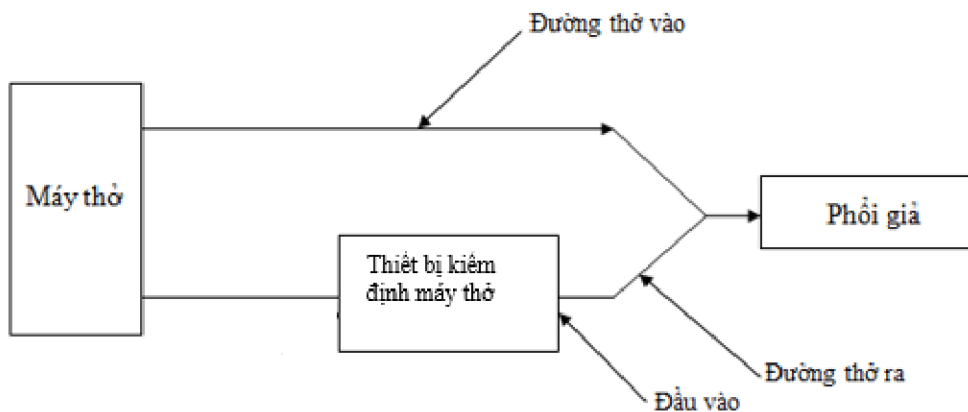 Đường thở vào
Máy thở
Phổi giả
Thiết bị kiểm
định máy thở
Đường thở ra
Đầu vào